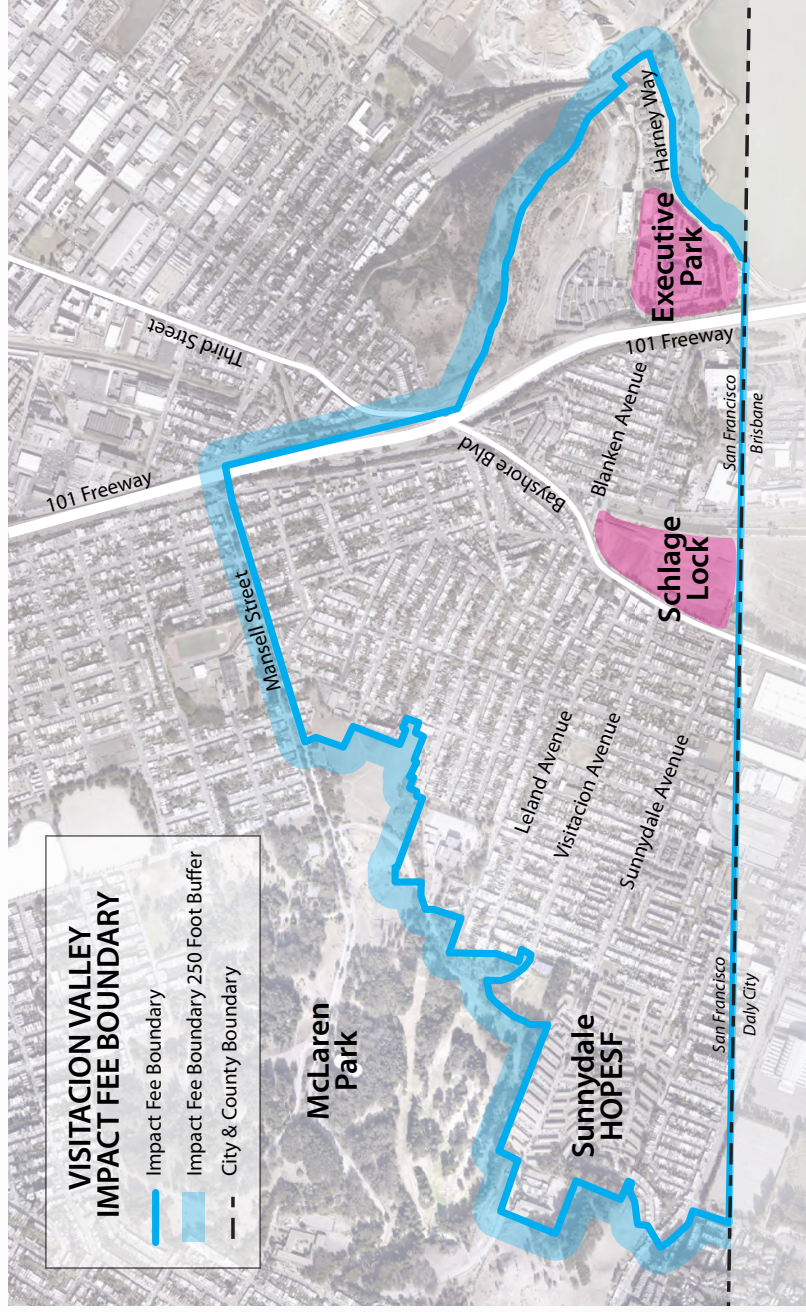 VISITACION VALLEY
IMPACT FEE BOUNDARY
Impact Fee Boundary
Impact Fee Boundary 250 Foot Buffer
City & County Boundary
McLaren
Park
Sunnydale
HOPESF
San Francisco
Daly City
Leland Avenue
Visitacion Avenue
Sunnydale Avenue
Mansell Street
101 Freeway
Third Street
Bayshore Blvd
Blanken Avenue
Schlage
Lock
San Francisco
Brisbane
101 Freeway
Executive
Park
Harney Way